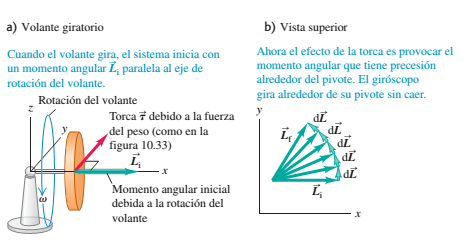 a) Volante giratorio
Cuando el volante gira, el sistema inicia con
un momento angular L⃗i paralela al eje de
rotación del volante.
Rotación del volante
z
Torca τ⃗ debido a la fuerza
y
del peso (como en la
figura 10.33)
L⃗i
x
ω
Momento angular inicial
debida a la rotación del
volante
b) Vista superior
Ahora el efecto de la torca es provocar el
momento angular que tiene precesión
alrededor del pivote. El giróscopo
gira alrededor de su pivote sin caer.
y
dL⃗
L⃗f
dL⃗
dL⃗
dL⃗
dL⃗
L⃗i
x